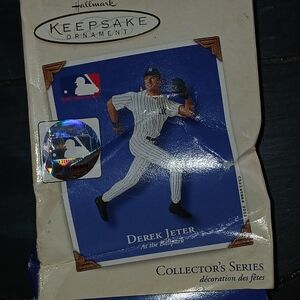 Hallmark
KEEPSAKE
ORNAMENT
DEREK JETER
At the Ballpark
COLLECTOR'S SERIES
décoration des fêtes